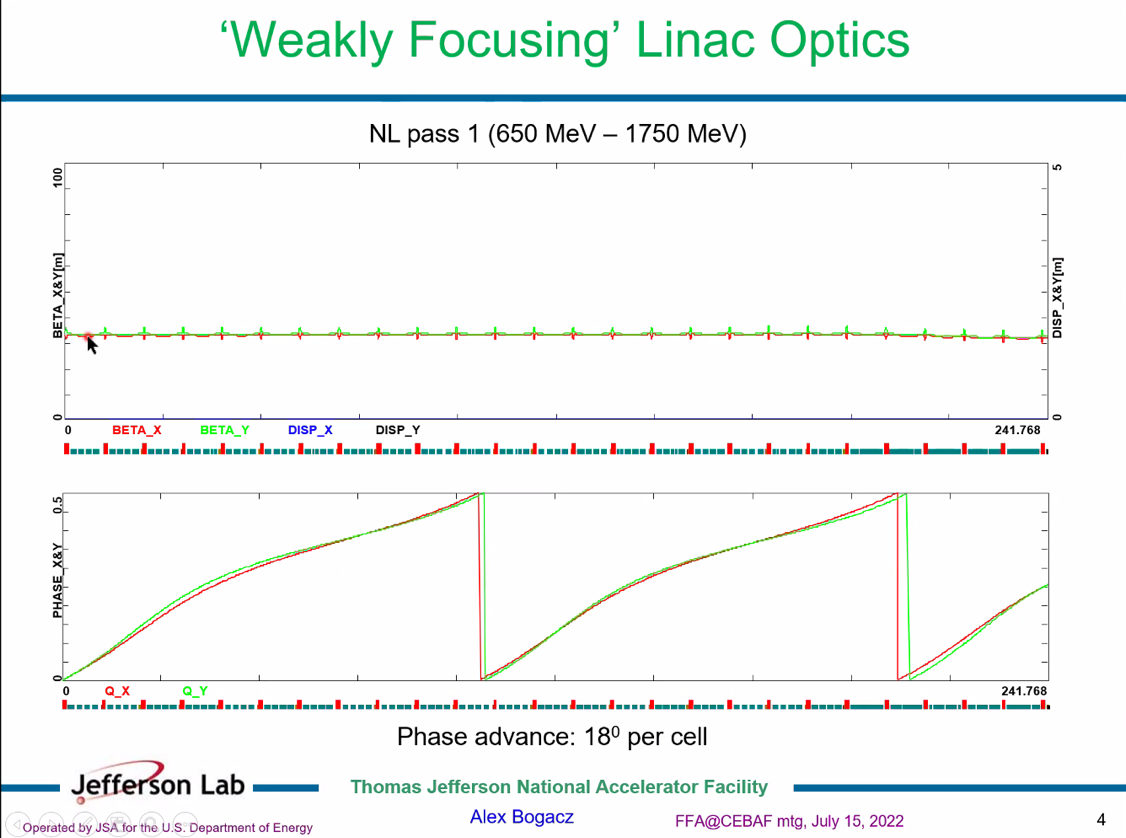 ‘Weakly Focusing’ Linac Optics
NL pass 1 (650 MeV – 1750 MeV)
100
5
BETA_X&Y[m]
DISP_X&Y[m]
0
0
0 BETA_X BETA_Y DISP_X DISP_Y 241.768
0.5
PHASE_X&Y
0
0 Q_X Q_Y 241.768
Phase advance: 18⁰ per cell
Jefferson Lab
Thomas Jefferson National Accelerator Facility
Alex Bogacz
Operated by JSA for the U.S. Department of Energy
FFA@CEBAF mtg, July 15, 2022
4